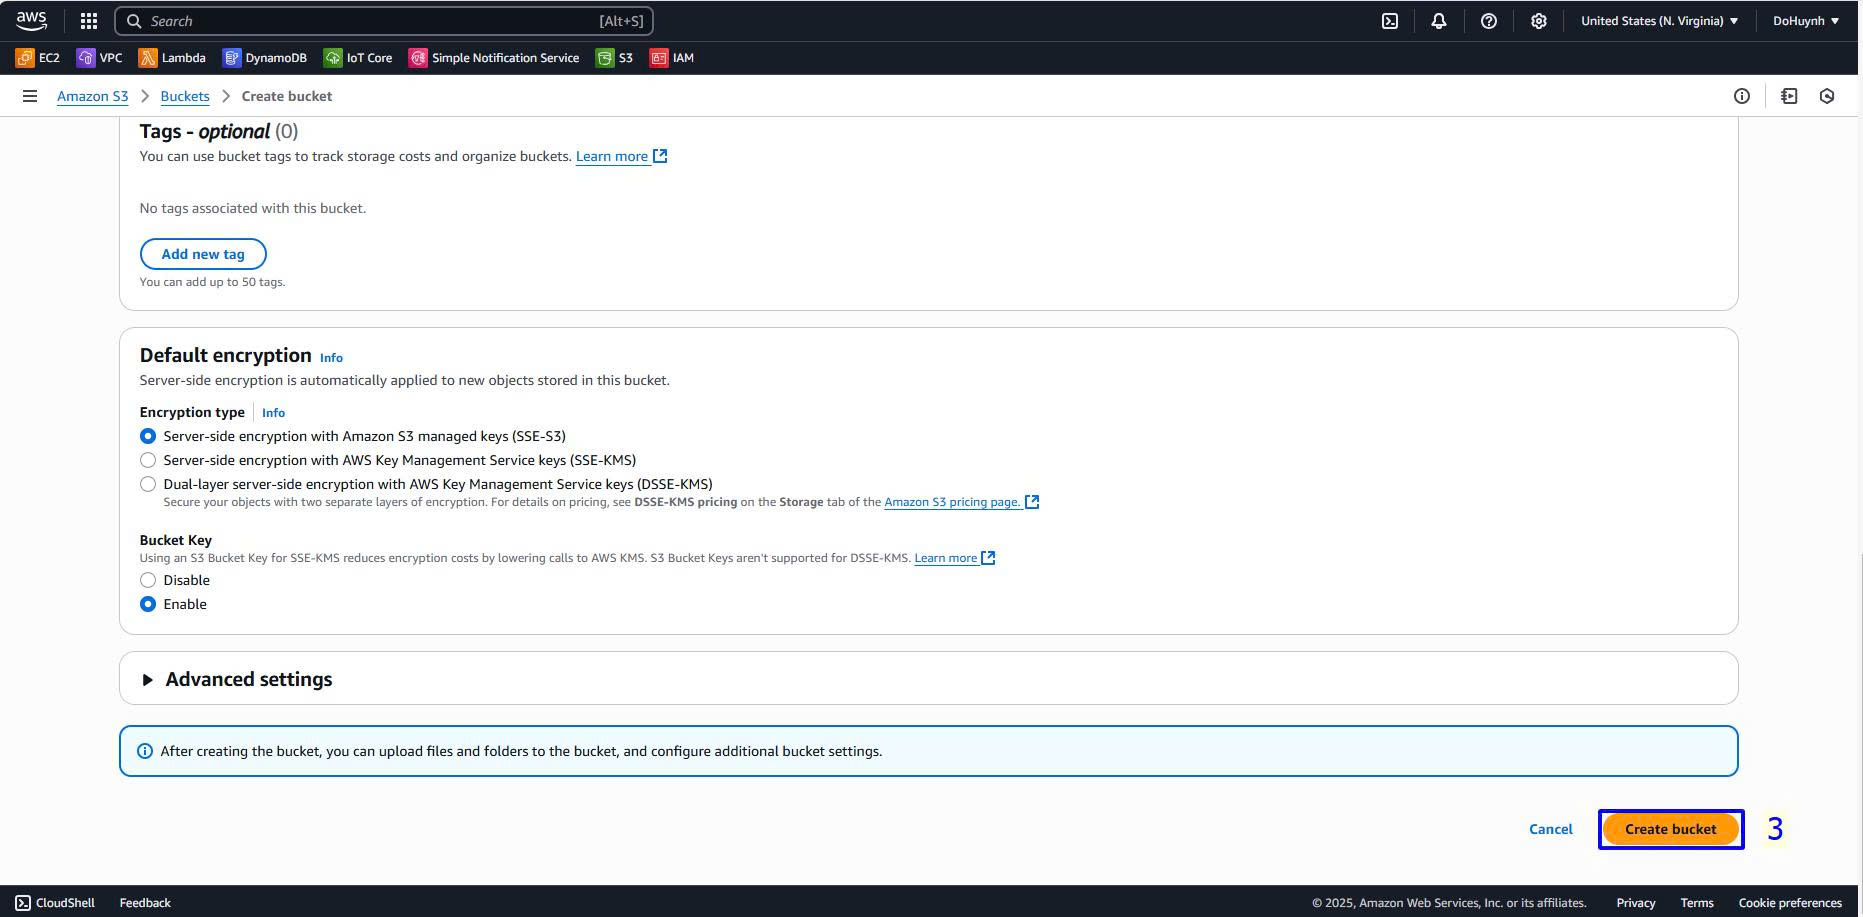 aws
Search [Alt+S]
United States (N. Virginia)
DoHuynh
EC2 VPC Lambda DynamoDB IoT Core Simple Notification Service S3 IAM
Amazon S3 > Buckets > Create bucket
Tags - optional (0)
You can use bucket tags to track storage costs and organize buckets. Learn more
No tags associated with this bucket.
Add new tag
You can add up to 50 tags.
Default encryption Info
Server-side encryption is automatically applied to new objects stored in this bucket.
Encryption type Info
Server-side encryption with Amazon S3 managed keys (SSE-S3)
Server-side encryption with AWS Key Management Service keys (SSE-KMS)
Dual-layer server-side encryption with AWS Key Management Service keys (DSSE-KMS)
Secure your objects with two separate layers of encryption. For details on pricing, see DSSE-KMS pricing on the Storage tab of the Amazon S3 pricing page.
Bucket Key
Using an S3 Bucket Key for SSE-KMS reduces encryption costs by lowering calls to AWS KMS. S3 Bucket Keys aren't supported for DSSE-KMS. Learn more
Disable
Enable
Advanced settings
After creating the bucket, you can upload files and folders to the bucket, and configure additional bucket settings.
Cancel Create bucket 3
CloudShell Feedback © 2025, Amazon Web Services, Inc. or its affiliates. Privacy Terms Cookie preferences